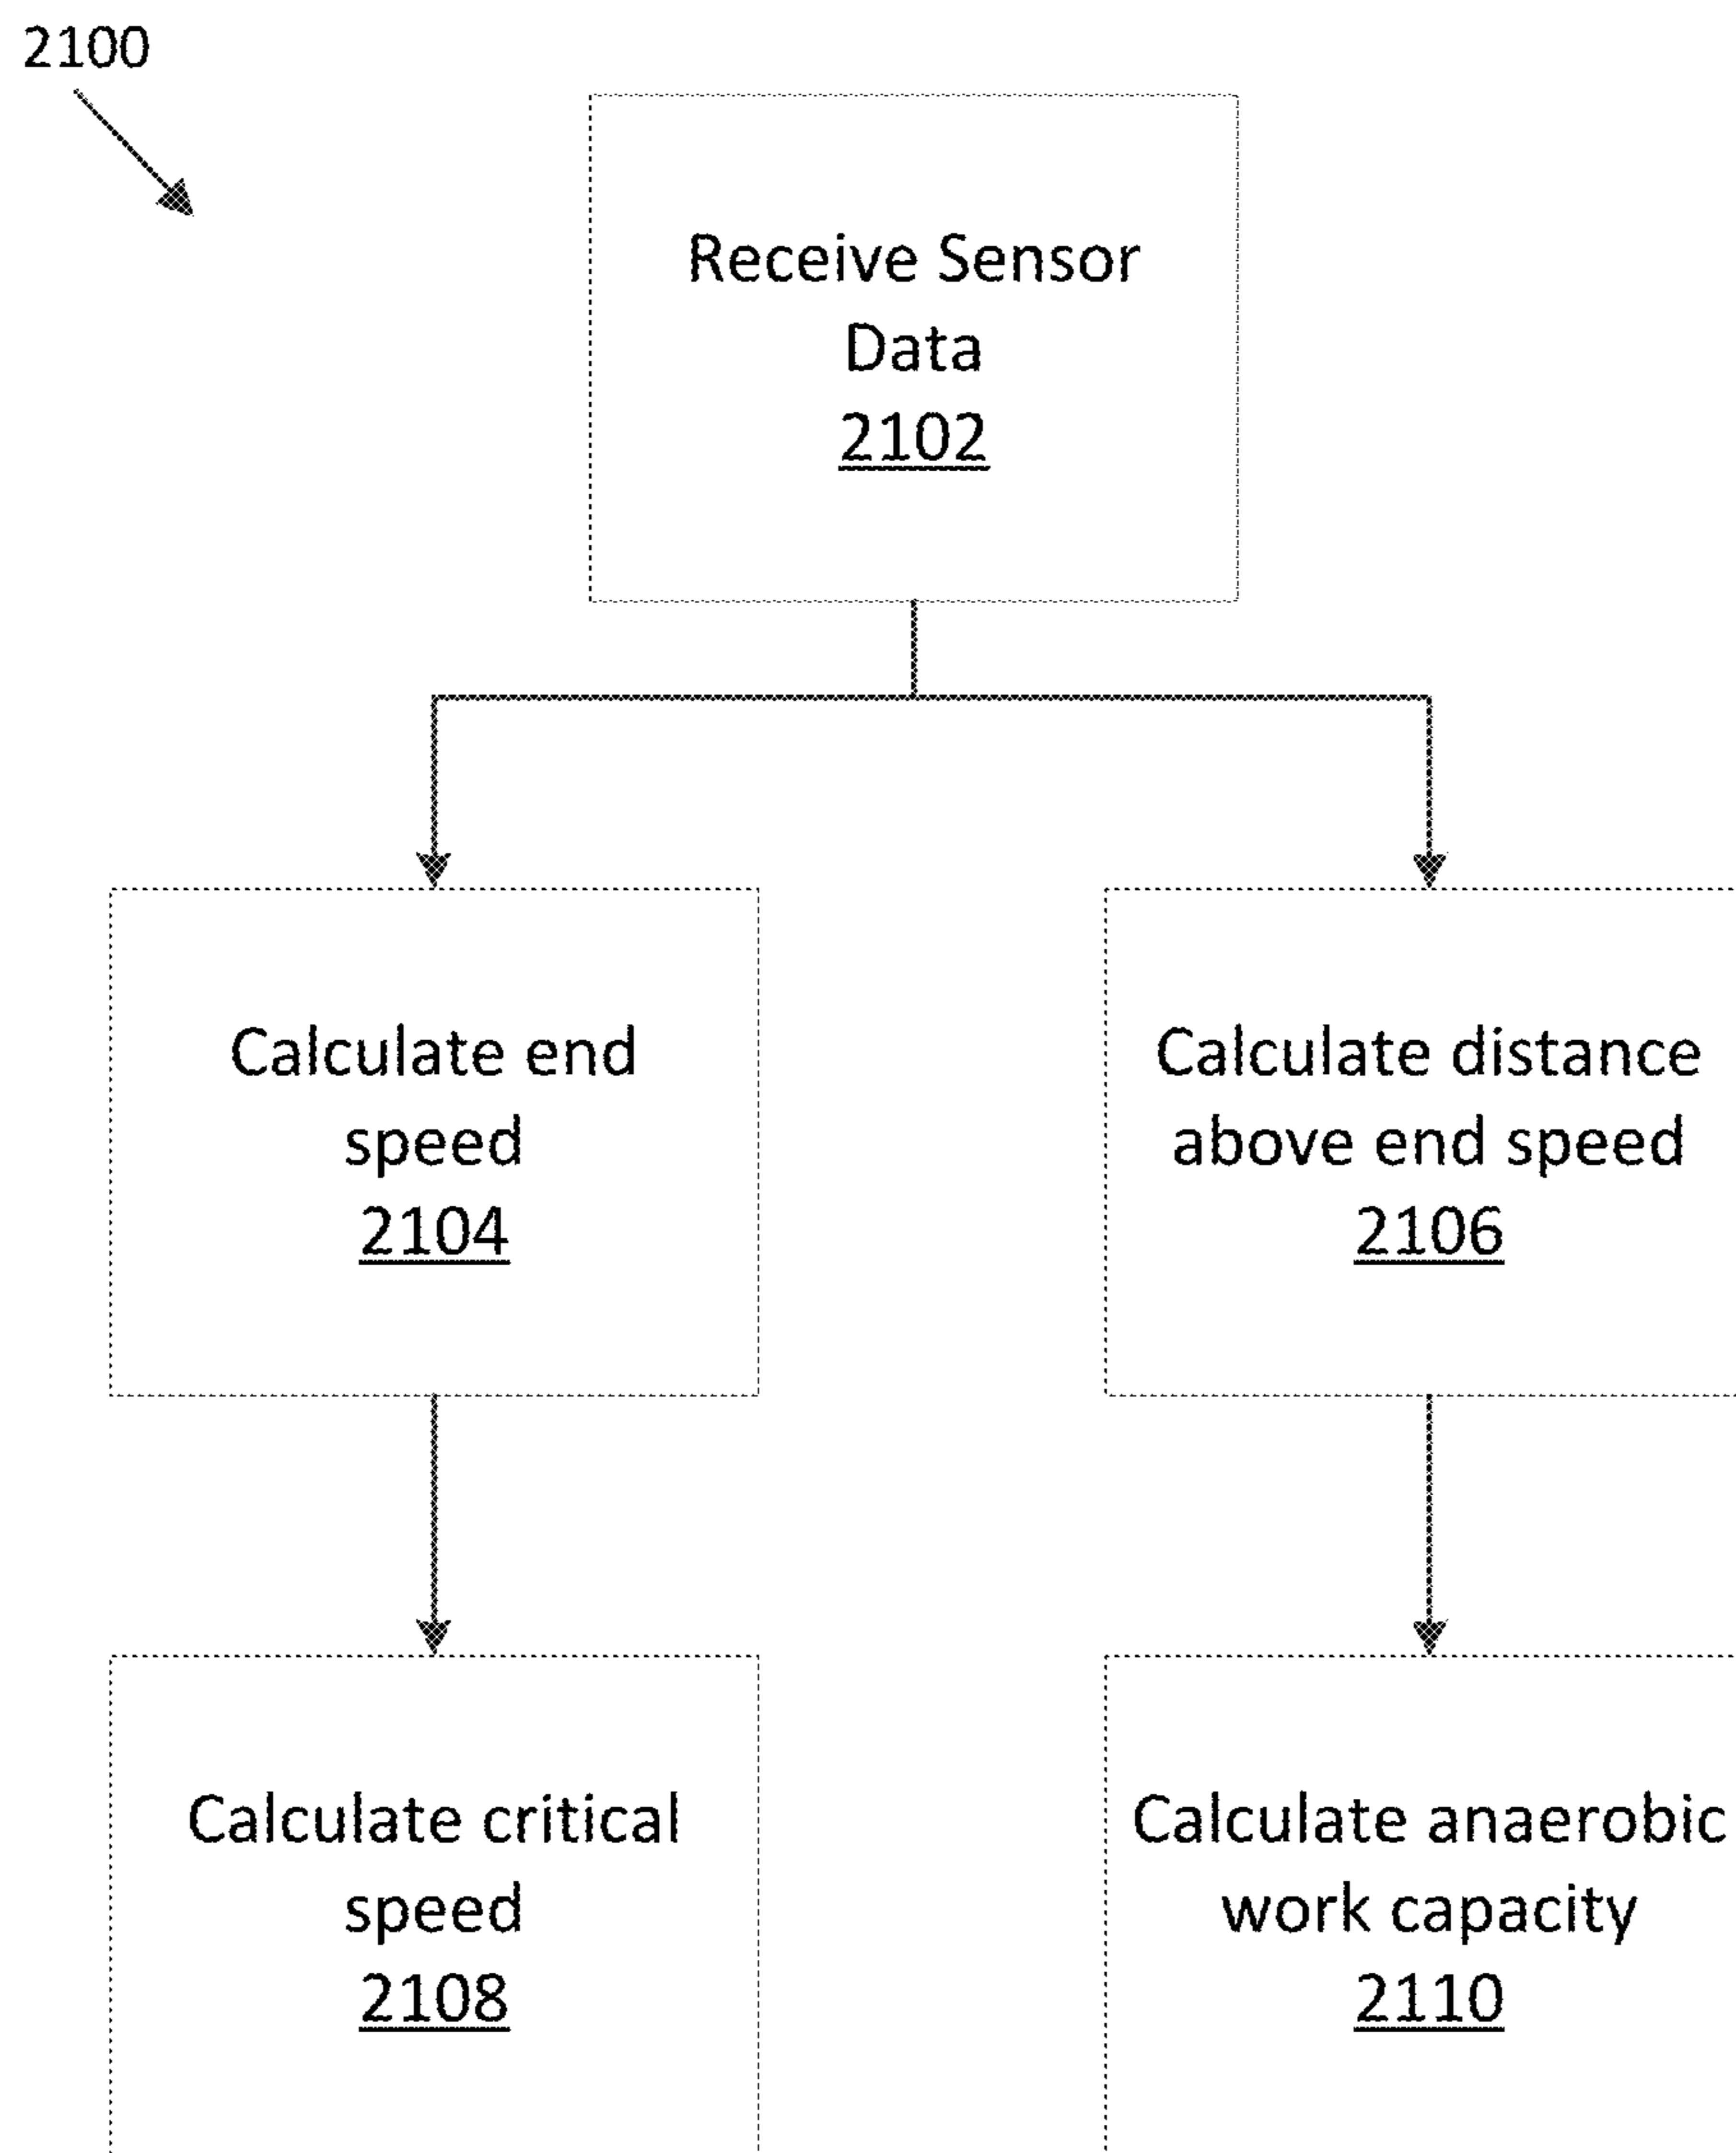 2100
Receive Sensor
Data
2102
Calculate end
speed
2104
Calculate distance
above end speed
2106
Calculate critical
speed
2108
Calculate anaerobic
work capacity
2110